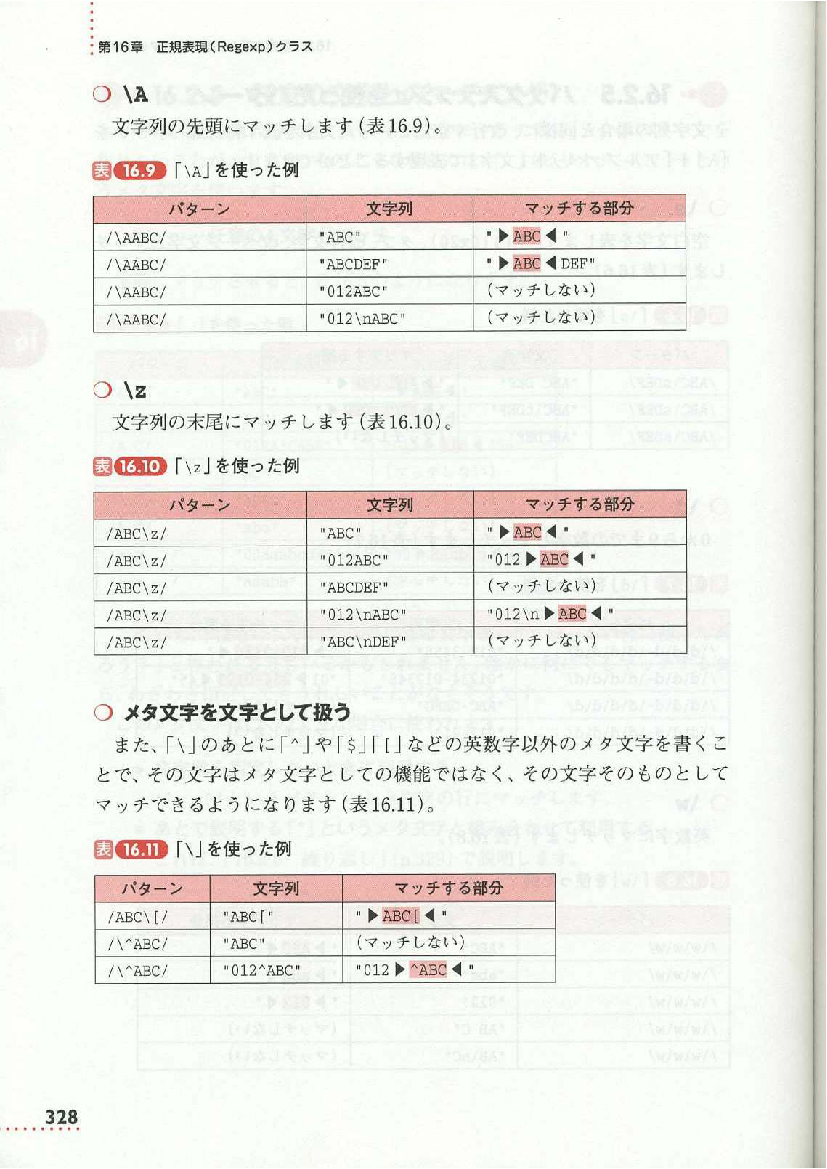 第16章 正規表現(Regexp)クラス
○ \A
文字列の先頭にマッチします(表16.9)。
表16.9 「\A」を使った例
パターン 文字列 マッチする部分
/\AABC/ "ABC" "▶ABC◀"
/\AABC/ "ABCDEF" "▶ABC◀DEF"
/\AABC/ "012ABC" (マッチしない)
/\AABC/ "012\nABC" (マッチしない)
○ \z
文字列の末尾にマッチします(表16.10)。
表16.10 「\z」を使った例
パターン 文字列 マッチする部分
/ABC\z/ "ABC" "▶ABC◀"
/ABC\z/ "012ABC" "012▶ABC◀"
/ABC\z/ "ABCDEF" (マッチしない)
/ABC\z/ "012\nABC" "012\n▶ABC◀"
/ABC\z/ "ABC\nDEF" (マッチしない)
○ メタ文字を文字として扱う
また、「\」のあとに「^」や「$」「[」などの英数字以外のメタ文字を書くこ
とで、その文字はメタ文字としての機能ではなく、その文字そのものとして
マッチできるようになります(表16.11)。
表16.11 「\」を使った例
パターン 文字列 マッチする部分
/ABC\[/ "ABC[" "▶ABC[◀"
/\^ABC/ "ABC" (マッチしない)
/\^ABC/ "012^ABC" "012▶^ABC◀"
328